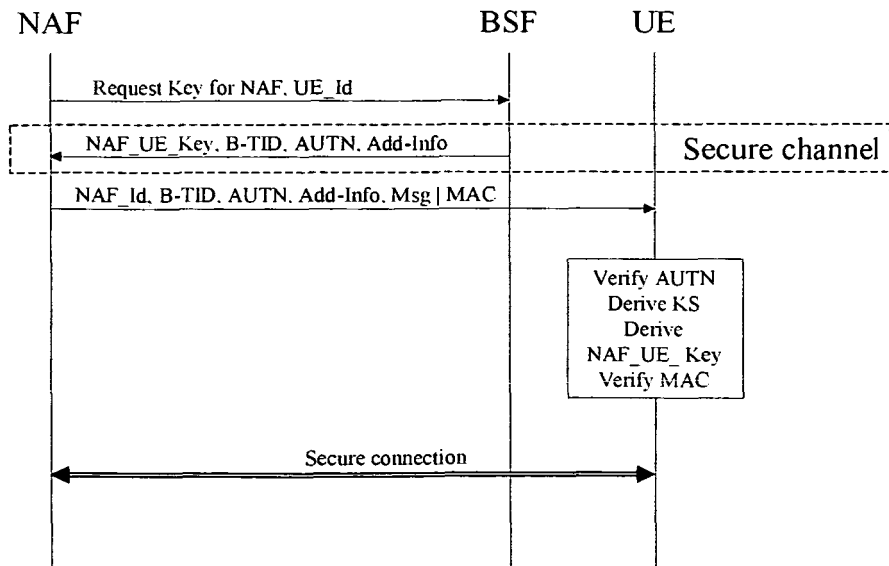 NAF BSF UE
Request Key for NAF, UE_Id
NAF_UE_Key, B-TID, AUTN, Add-Info
Secure channel
NAF_Id, B-TID, AUTN, Add-Info, Msg | MAC
Verify AUTN
Derive KS
Derive
NAF_UE_ Key
Verify MAC
Secure connection